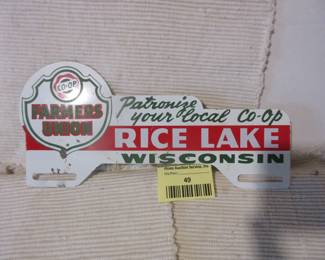 CO-OP
FARMERS
UNION
Patronize
your local Co-Op
RICE LAKE
WISCONSIN
49